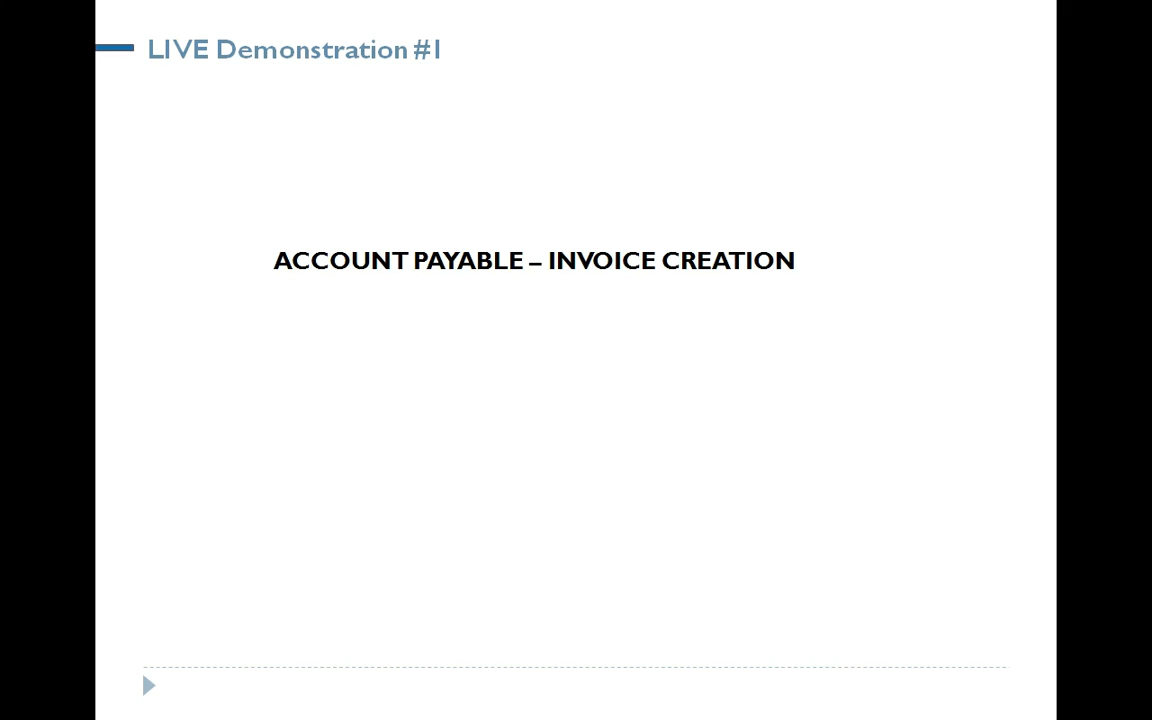 LIVE Demonstration #1
ACCOUNT PAYABLE – INVOICE CREATION